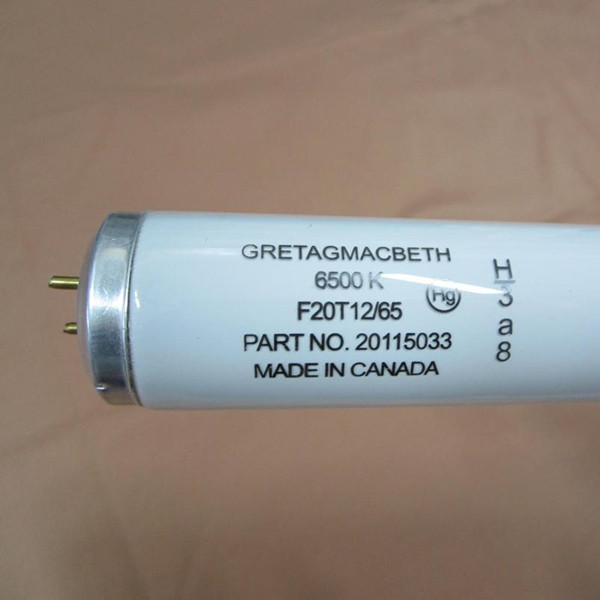 GRETAGMACBETH
6500 K
Hg
F20T12/65
PART NO. 20115033
MADE IN CANADA
H
3
a
8